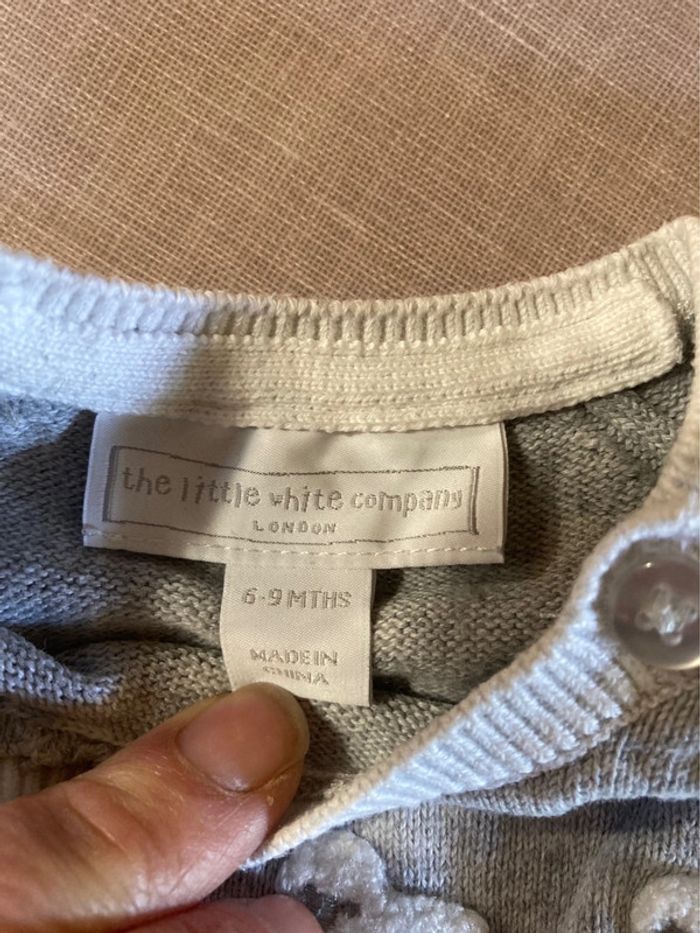 the little white company
LONDON
6-9 MTHS
MADE IN
CHINA